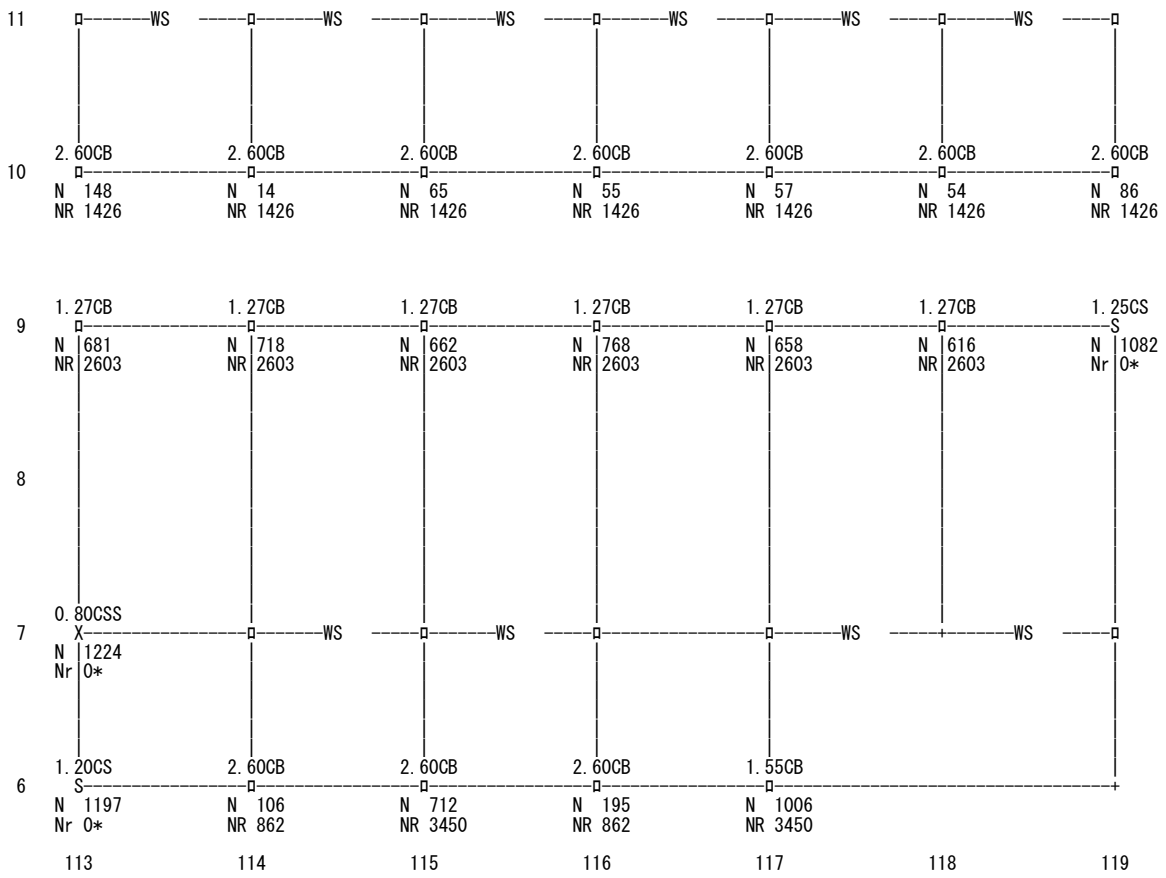 11 WS WS WS WS WS WS
2.60CB 2.60CB 2.60CB 2.60CB 2.60CB 2.60CB 2.60CB
10
N 148 N 14 N 65 N 55 N 57 N 54 N 86
NR 1426 NR 1426 NR 1426 NR 1426 NR 1426 NR 1426 NR 1426
1.27CB 1.27CB 1.27CB 1.27CB 1.27CB 1.27CB 1.25CS
9 S
N 681 N 718 N 662 N 768 N 658 N 616 N 1082
NR 2603 NR 2603 NR 2603 NR 2603 NR 2603 NR 2603 Nr 0*
8
0.80CSS
7 X WS WS WS WS
N 1224
Nr 0*
1.20CS 2.60CB 2.60CB 2.60CB 1.55CB
6 S
N 1197 N 106 N 712 N 195 N 1006
Nr 0* NR 862 NR 3450 NR 862 NR 3450
113 114 115 116 117 118 119